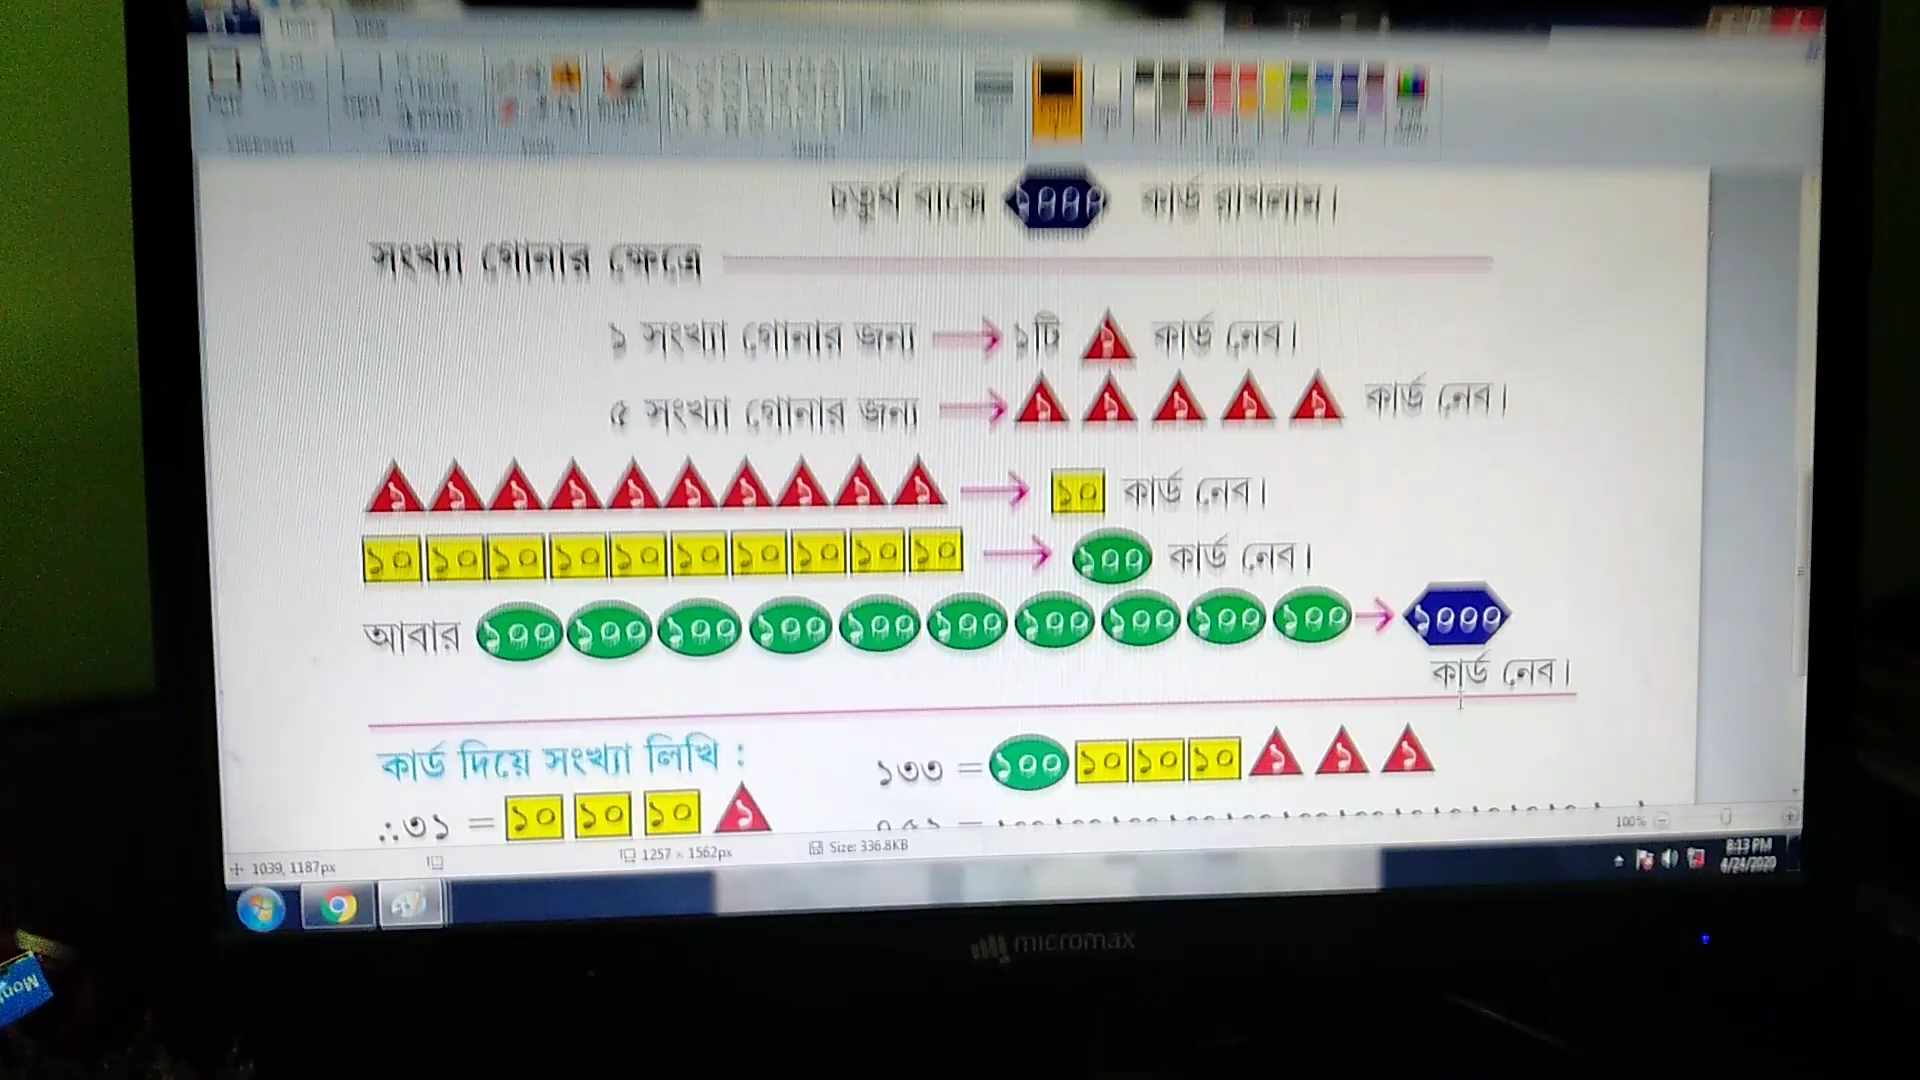 চতুর্থ বাক্সে ১০০০ কার্ড রাখলাম।
সংখ্যা গোনার ক্ষেত্রে
১ সংখ্যা গোনার জন্য → ১টি ১ কার্ড নেব।
৫ সংখ্যা গোনার জন্য → ১ ১ ১ ১ ১ কার্ড নেব।
১ ১ ১ ১ ১ ১ ১ ১ ১ ১ → ১০ কার্ড নেব।
১০ ১০ ১০ ১০ ১০ ১০ ১০ ১০ ১০ ১০ → ১০০ কার্ড নেব।
আবার ১০০ ১০০ ১০০ ১০০ ১০০ ১০০ ১০০ ১০০ ১০০ ১০০ → ১০০০
কার্ড নেব।
কার্ড দিয়ে সংখ্যা লিখি :
১৩৩ = ১০০ ১০ ১০ ১০ ১ ১ ১
∴৩১ = ১০ ১০ ১০ ১
100%
1039, 1187px
1257 × 1562px
Size: 336.8KB
8:13 PM
4/24/2020
micromax